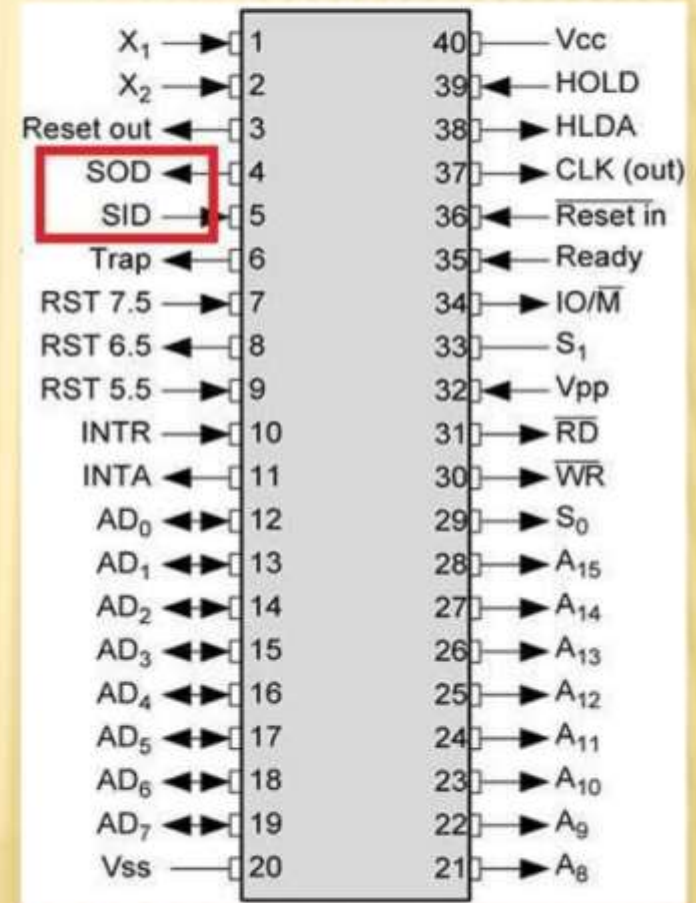 X₁ 1 40 Vcc
X₂ 2 39 HOLD
Reset out 3 38 HLDA
SOD 4 37 CLK (out)
SID 5 36 R̅e̅s̅e̅t̅ ̅i̅n̅
Trap 6 35 Ready
RST 7.5 7 34 IO/M̅
RST 6.5 8 33 S₁
RST 5.5 9 32 Vpp
INTR 10 31 R̅D̅
INTA 11 30 W̅R̅
AD₀ 12 29 S₀
AD₁ 13 28 A₁₅
AD₂ 14 27 A₁₄
AD₃ 15 26 A₁₃
AD₄ 16 25 A₁₂
AD₅ 17 24 A₁₁
AD₆ 18 23 A₁₀
AD₇ 19 22 A₉
Vss 20 21 A₈